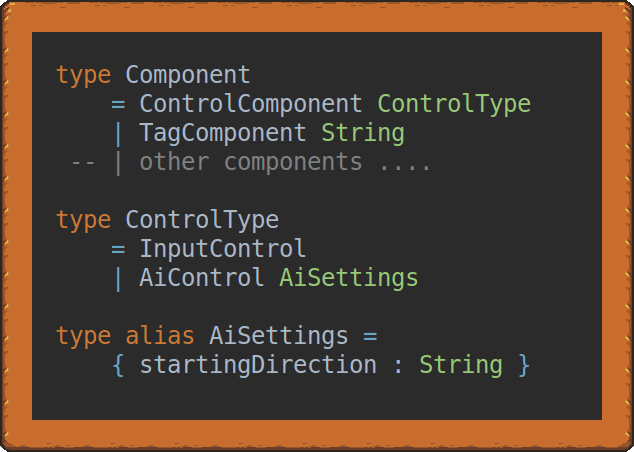 type Component
    = ControlComponent ControlType
    | TagComponent String
 -- | other components ....

type ControlType
    = InputControl
    | AiControl AiSettings

type alias AiSettings =
    { startingDirection : String }